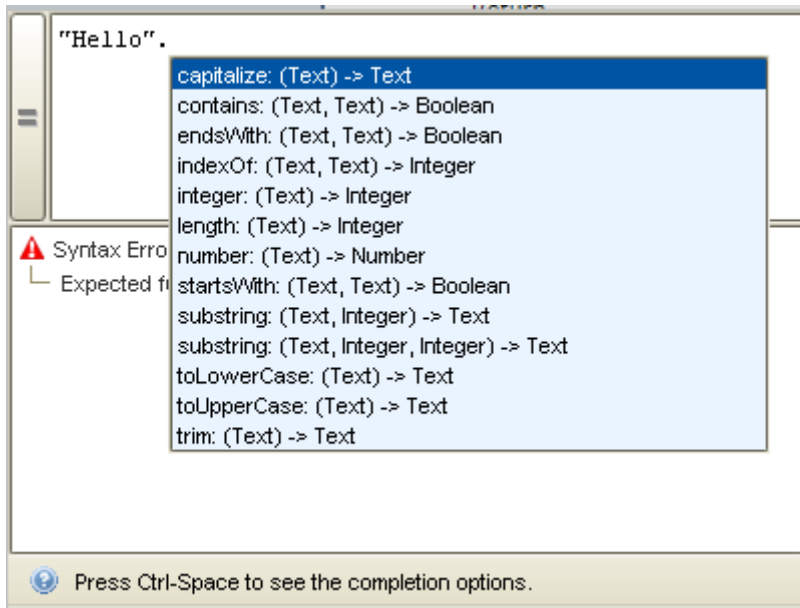 "Hello".
capitalize: (Text) -> Text
contains: (Text, Text) -> Boolean
endsWith: (Text, Text) -> Boolean
indexOf: (Text, Text) -> Integer
integer: (Text) -> Integer
length: (Text) -> Integer
number: (Text) -> Number
startsWith: (Text, Text) -> Boolean
substring: (Text, Integer) -> Text
substring: (Text, Integer, Integer) -> Text
toLowerCase: (Text) -> Text
toUpperCase: (Text) -> Text
trim: (Text) -> Text
Syntax Erro
Expected f
Press Ctrl-Space to see the completion options.